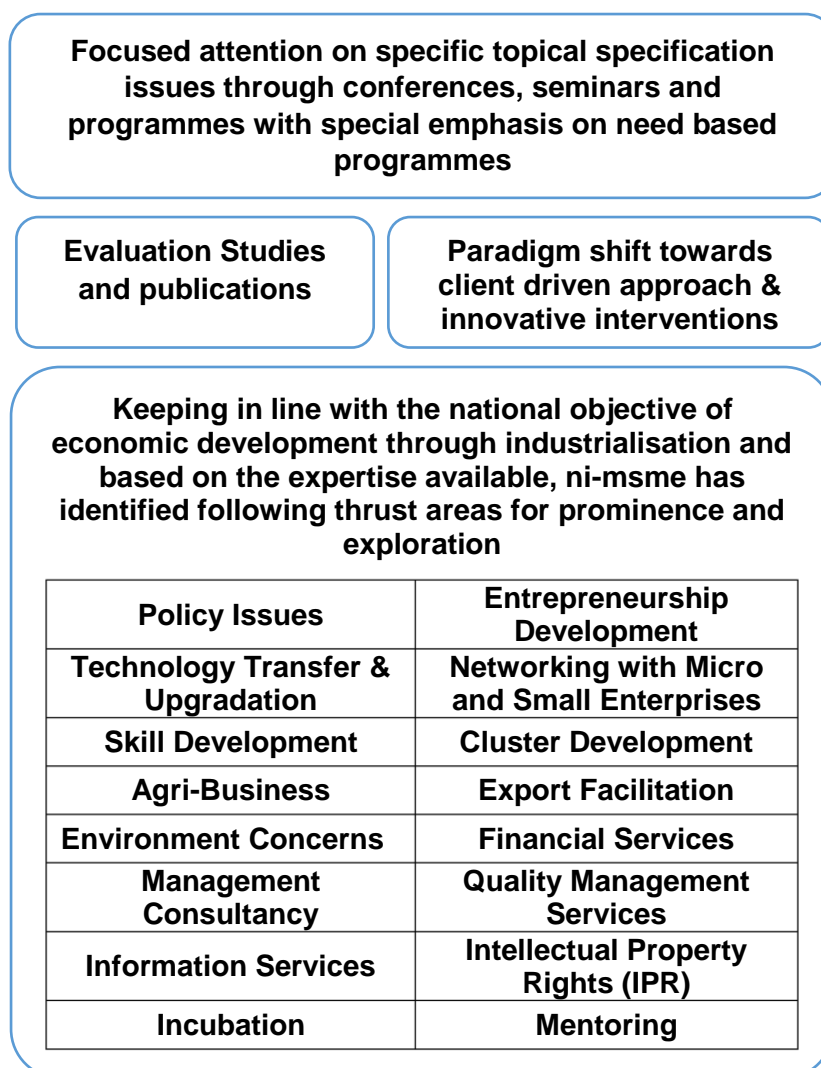 Focused attention on specific topical specification
issues through conferences, seminars and
programmes with special emphasis on need based
programmes
Evaluation Studies
and publications
Paradigm shift towards
client driven approach &
innovative interventions
Keeping in line with the national objective of
economic development through industrialisation and
based on the expertise available, ni-msme has
identified following thrust areas for prominence and
exploration
Policy Issues
Entrepreneurship
Development
Technology Transfer &
Upgradation
Networking with Micro
and Small Enterprises
Skill Development
Cluster Development
Agri-Business
Export Facilitation
Environment Concerns
Financial Services
Management
Consultancy
Quality Management
Services
Information Services
Intellectual Property
Rights (IPR)
Incubation
Mentoring